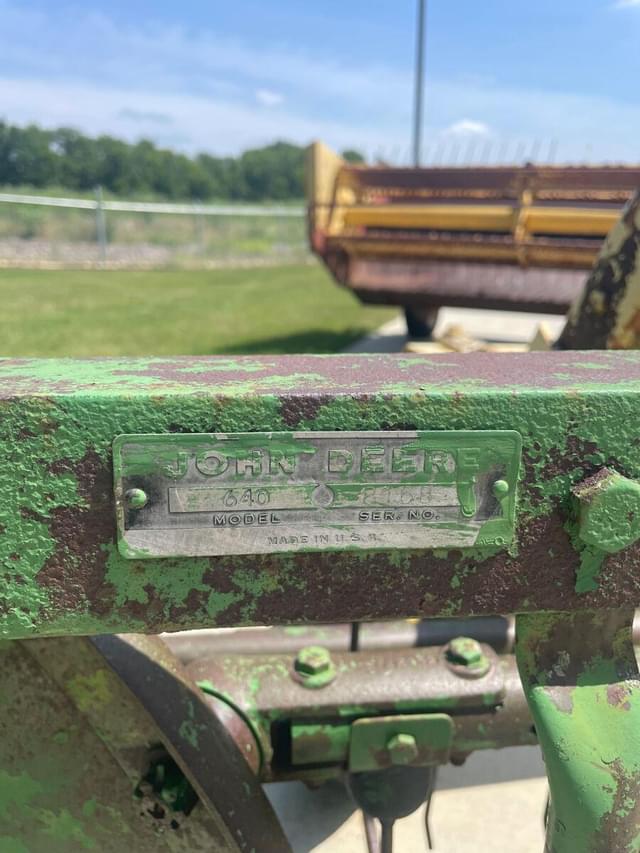 JOHN DEERE
640
MODEL SER. NO.
MADE IN U.S.A.